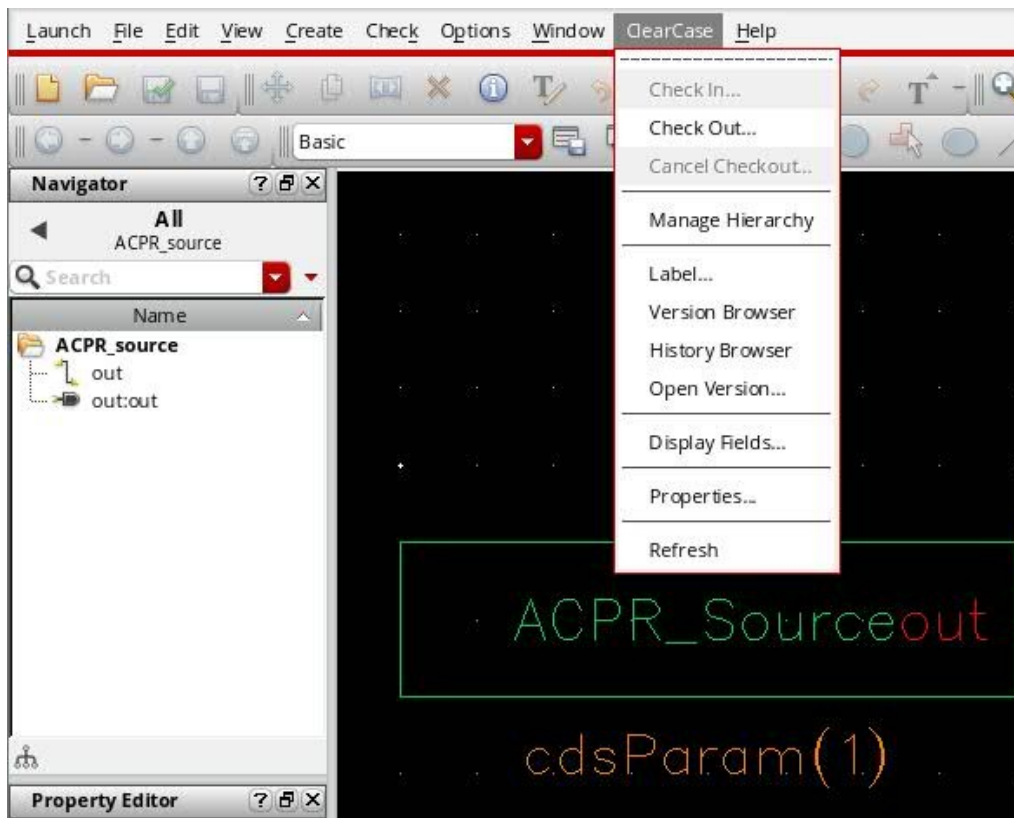 Launch File Edit View Create Check Options Window ClearCase Help
Basic
Navigator
All
ACPR_source
Search
Name
ACPR_source
out
out:out
Property Editor
Check In...
Check Out...
Cancel Checkout...
Manage Hierarchy
Label...
Version Browser
History Browser
Open Version...
Display Fields...
Properties...
Refresh
ACPR_Sourceout
cdsParam(1)